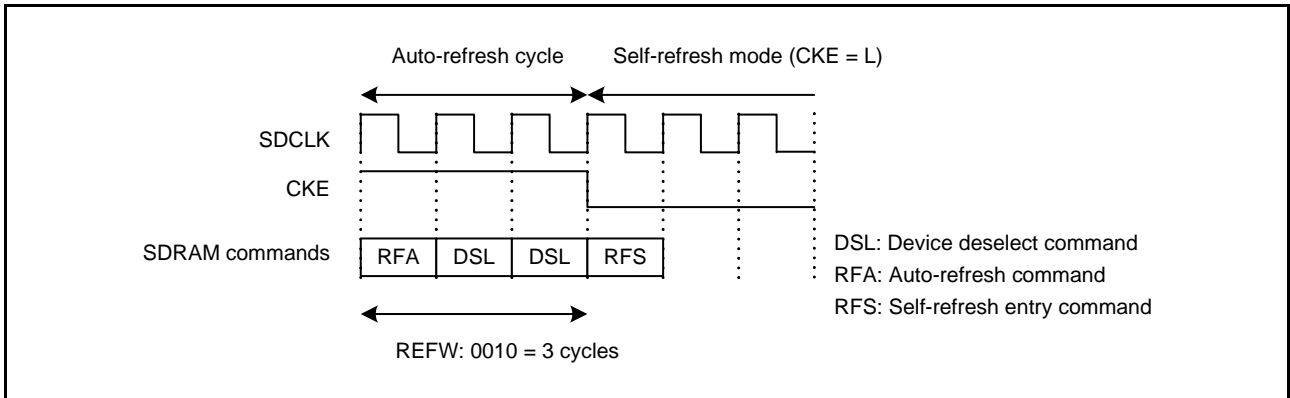 Auto-refresh cycle Self-refresh mode (CKE = L)
SDCLK
CKE
SDRAM commands RFA DSL DSL RFS
DSL: Device deselect command
RFA: Auto-refresh command
RFS: Self-refresh entry command
REFW: 0010 = 3 cycles